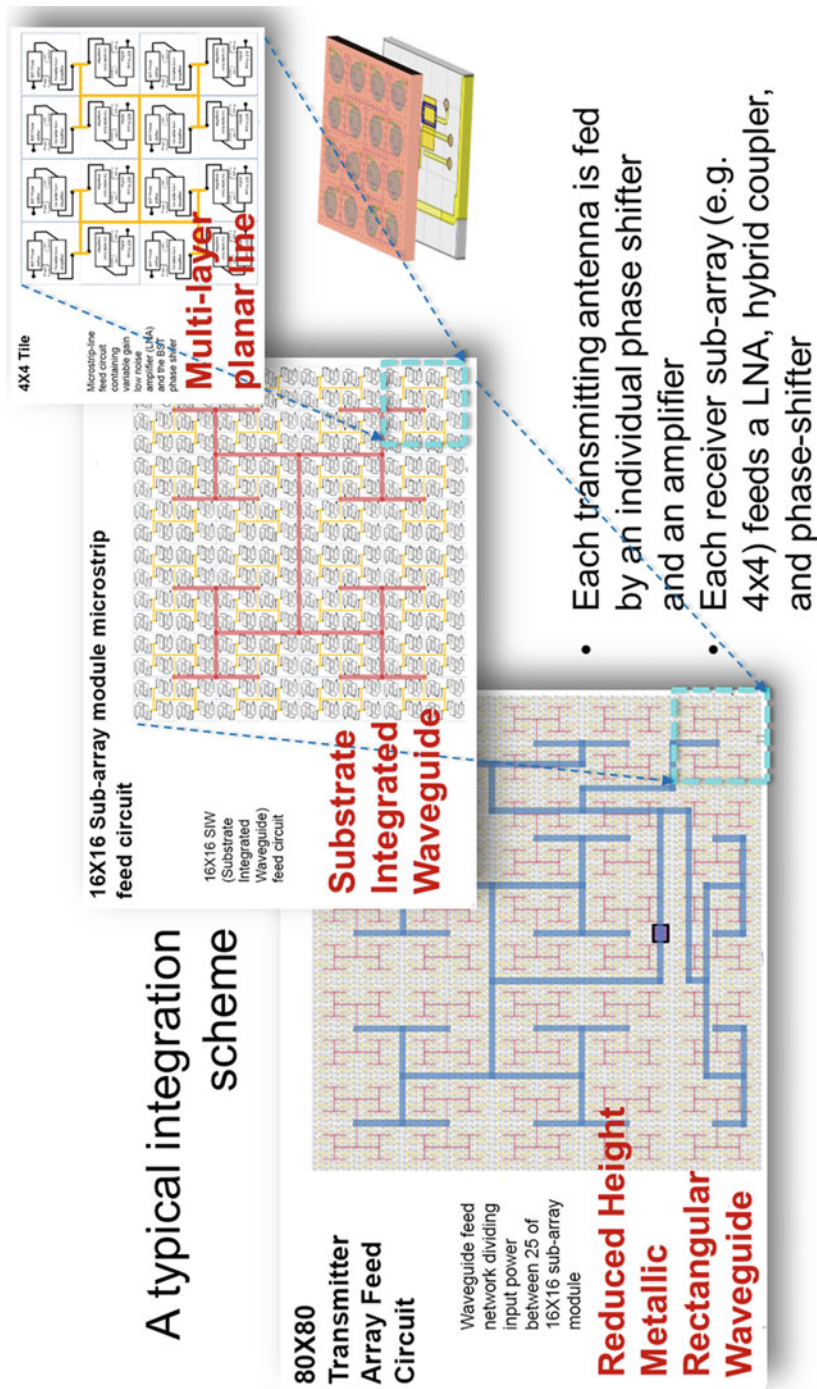 A typical integration
scheme
80X80
Transmitter
Array Feed
Circuit
Waveguide feed
network dividing
input power
between 25 of
16X16 sub-array
module
Reduced Height
Metallic
Rectangular
Waveguide
16X16 Sub-array module microstrip
feed circuit
16X16 SIW
(Substrate
Integrated
Waveguide)
feed circuit
Substrate
Integrated
Waveguide
4X4 Tile
Microstrip-line
feed circuit
containing
variable gain
low noise
amplifier (LNA)
and the BST
phase shifter
Multi-layer
planar line
• Each transmitting antenna is fed
by an individual phase shifter
and an amplifier
• Each receiver sub-array (e.g.
4x4) feeds a LNA, hybrid coupler,
and phase-shifter